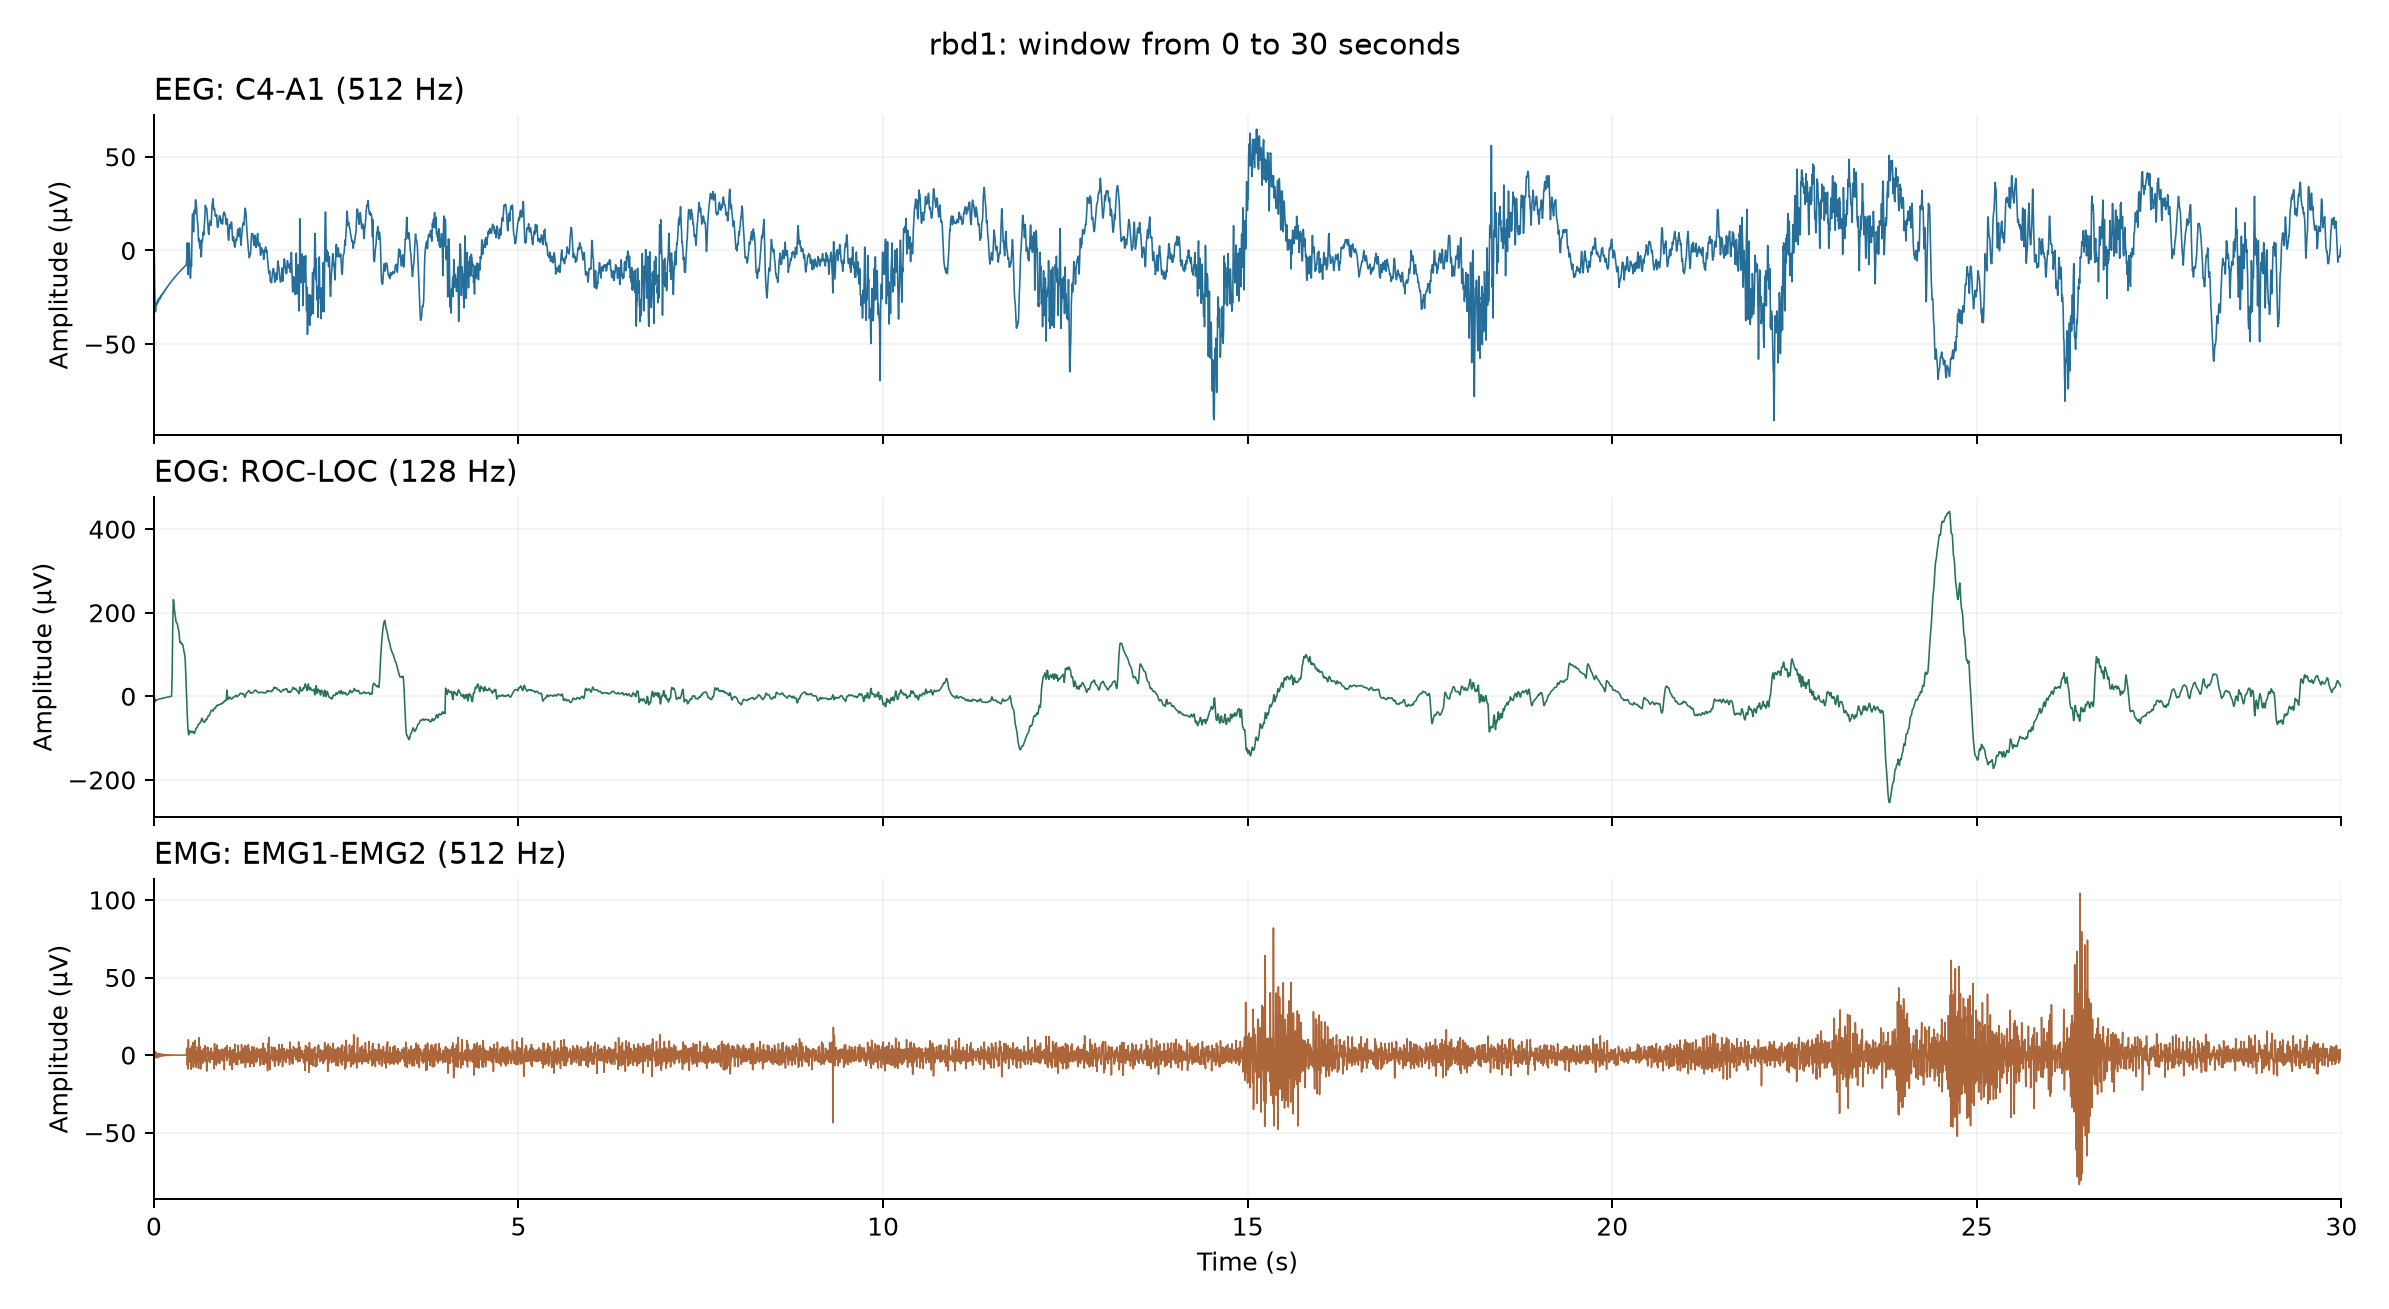 rbd1: window from 0 to 30 seconds
EEG: C4-A1 (512 Hz)
Amplitude (µV)
50
0
−50
EOG: ROC-LOC (128 Hz)
Amplitude (µV)
400
200
0
−200
EMG: EMG1-EMG2 (512 Hz)
Amplitude (µV)
100
50
0
−50
0 5 10 15 20 25 30
Time (s)